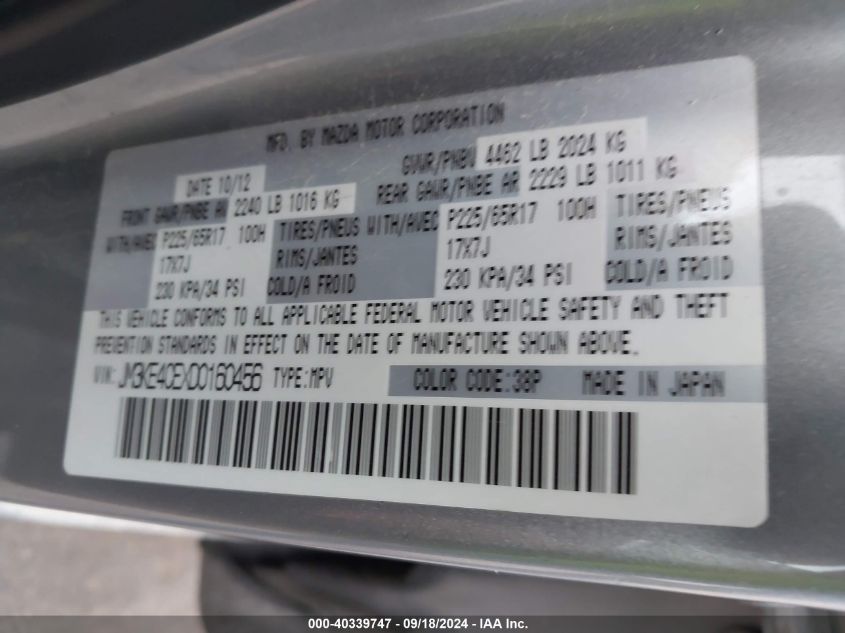 MFD. BY MAZDA MOTOR CORPORATION
DATE 10/12 GVWR/PNBV 4462 LB 2024 KG
FRONT GAWR/PNBE AV 2240 LB 1016 KG REAR GAWR/PNBE AR 2229 LB 1011 KG
WITH/AVEC P225/65R17 100H TIRES/PNEUS WITH/AVEC P225/65R17 100H TIRES/PNEUS
17X7J RIMS/JANTES 17X7J RIMS/JANTES
230 KPA/34 PSI COLD/A FROID 230 KPA/34 PSI COLD/A FROID
THIS VEHICLE CONFORMS TO ALL APPLICABLE FEDERAL MOTOR VEHICLE SAFETY AND THEFT
PREVENTION STANDARDS IN EFFECT ON THE DATE OF MANUFACTURE SHOWN ABOVE.
VIN: JM3KE4CEXD0160456 TYPE:MPV COLOR CODE:38P MADE IN JAPAN
000-40339747 - 09/18/2024 - IAA Inc.